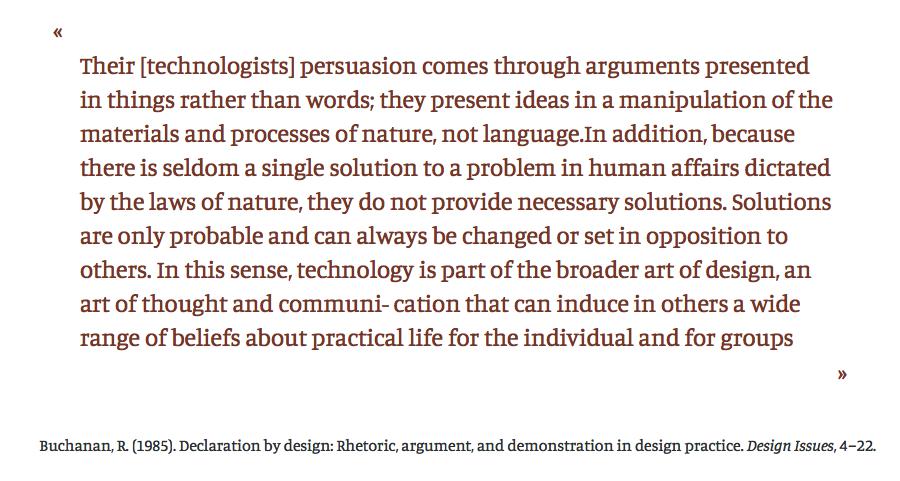 «
Their [technologists] persuasion comes through arguments presented
in things rather than words; they present ideas in a manipulation of the
materials and processes of nature, not language.In addition, because
there is seldom a single solution to a problem in human affairs dictated
by the laws of nature, they do not provide necessary solutions. Solutions
are only probable and can always be changed or set in opposition to
others. In this sense, technology is part of the broader art of design, an
art of thought and communi- cation that can induce in others a wide
range of beliefs about practical life for the individual and for groups
»
Buchanan, R. (1985). Declaration by design: Rhetoric, argument, and demonstration in design practice. Design Issues, 4–22.